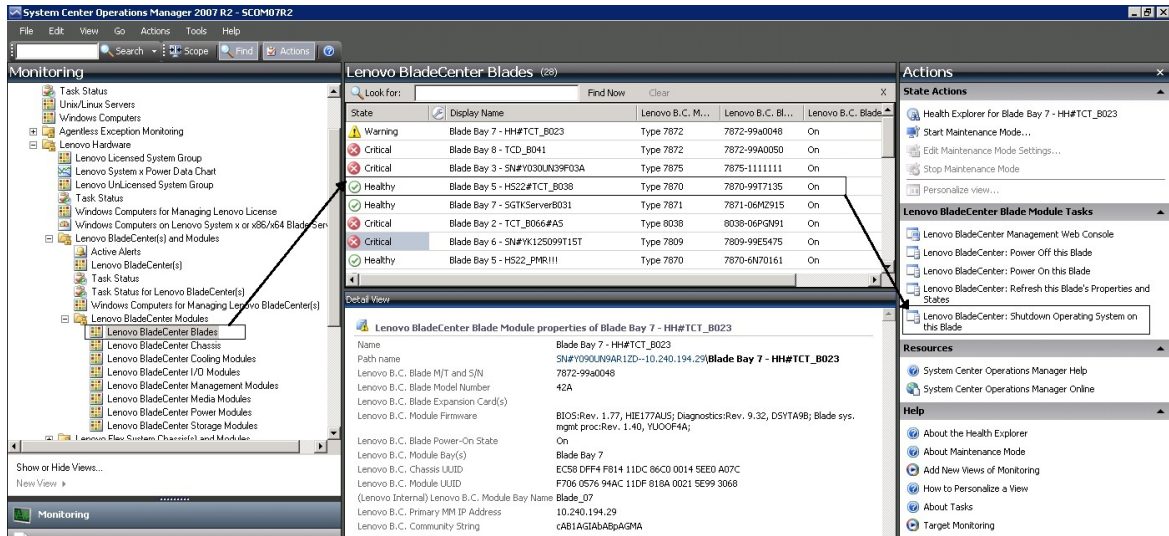 System Center Operations Manager 2007 R2 - SCOM07R2
File Edit View Go Actions Tools Help
Search Scope Find Actions
Monitoring
Task Status
Unix/Linux Servers
Windows Computers
Agentless Exception Monitoring
Lenovo Hardware
Lenovo Licensed System Group
Lenovo System x Power Data Chart
Lenovo UnLicensed System Group
Task Status
Windows Computers for Managing Lenovo License
Windows Computers on Lenovo System x or x86/x64 Blade Serv
Lenovo BladeCenter(s) and Modules
Active Alerts
Lenovo BladeCenter(s)
Task Status
Task Status for Lenovo BladeCenter(s)
Windows Computers for Managing Lenovo BladeCenter(s)
Lenovo BladeCenter Modules
Lenovo BladeCenter Blades
Lenovo BladeCenter Chassis
Lenovo BladeCenter Cooling Modules
Lenovo BladeCenter I/O Modules
Lenovo BladeCenter Management Modules
Lenovo BladeCenter Media Modules
Lenovo BladeCenter Power Modules
Lenovo BladeCenter Storage Modules
Lenovo Flex System Chassis(s) and Modules
Show or Hide Views...
New View
Monitoring
Lenovo BladeCenter Blades (28)
Look for: Find Now Clear X
State Display Name Lenovo B.C. M... Lenovo B.C. Bl... Lenovo B.C. Blade
Warning Blade Bay 7 - HH#TCT_B023 Type 7872 7872-99a0048 On
Critical Blade Bay 8 - TCD_B041 Type 7872 7872-99A0050 On
Critical Blade Bay 3 - SN#Y030UN39F03A Type 7875 7875-1111111 On
Healthy Blade Bay 5 - HS22#TCT_B038 Type 7870 7870-99T7135 On
Healthy Blade Bay 7 - SGTKServerB031 Type 7871 7871-06MZ915 On
Critical Blade Bay 2 - TCT_B066#AS Type 8038 8038-06PGN91 On
Critical Blade Bay 6 - SN#YK125099T15T Type 7809 7809-99E5475 On
Healthy Blade Bay 5 - HS22_PMR!!! Type 7870 7870-6N70161 On
Detail View
Lenovo BladeCenter Blade Module properties of Blade Bay 7 - HH#TCT_B023
Name Blade Bay 7 - HH#TCT_B023
Path name SN#Y090UN9AR1ZD--10.240.194.29\Blade Bay 7 - HH#TCT_B023
Lenovo B.C. Blade M/T and S/N 7872-99a0048
Lenovo B.C. Blade Model Number 42A
Lenovo B.C. Blade Expansion Card(s)
Lenovo B.C. Module Firmware BIOS:Rev. 1.77, HIE177AUS; Diagnostics:Rev. 9.32, DSYTA9B; Blade sys.
mgmt proc:Rev. 1.40, YUOOF4A;
Lenovo B.C. Blade Power-On State On
Lenovo B.C. Module Bay(s) Blade Bay 7
Lenovo B.C. Chassis UUID EC58 DFF4 F814 11DC 86C0 0014 5EE0 A07C
Lenovo B.C. Module UUID F706 0576 94AC 11DF 818A 0021 5E99 3068
(Lenovo Internal) Lenovo B.C. Module Bay Name Blade_07
Lenovo B.C. Primary MM IP Address 10.240.194.29
Lenovo B.C. Community String cAB1AGIAbABpAGMA
Actions x
State Actions
Health Explorer for Blade Bay 7 - HH#TCT_B023
Start Maintenance Mode...
Edit Maintenance Mode Settings...
Stop Maintenance Mode
Personalize view...
Lenovo BladeCenter Blade Module Tasks
Lenovo BladeCenter Management Web Console
Lenovo BladeCenter: Power Off this Blade
Lenovo BladeCenter: Power On this Blade
Lenovo BladeCenter: Refresh this Blade's Properties and
States
Lenovo BladeCenter: Shutdown Operating System on
this Blade
Resources
System Center Operations Manager Help
System Center Operations Manager Online
Help
About the Health Explorer
About Maintenance Mode
Add New Views of Monitoring
How to Personalize a View
About Tasks
Target Monitoring